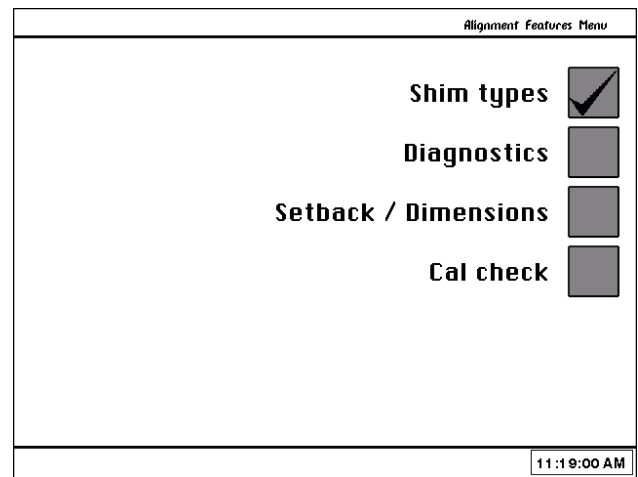 Alignment Features Menu
Shim types
Diagnostics
Setback / Dimensions
Cal check
11:19:00 AM